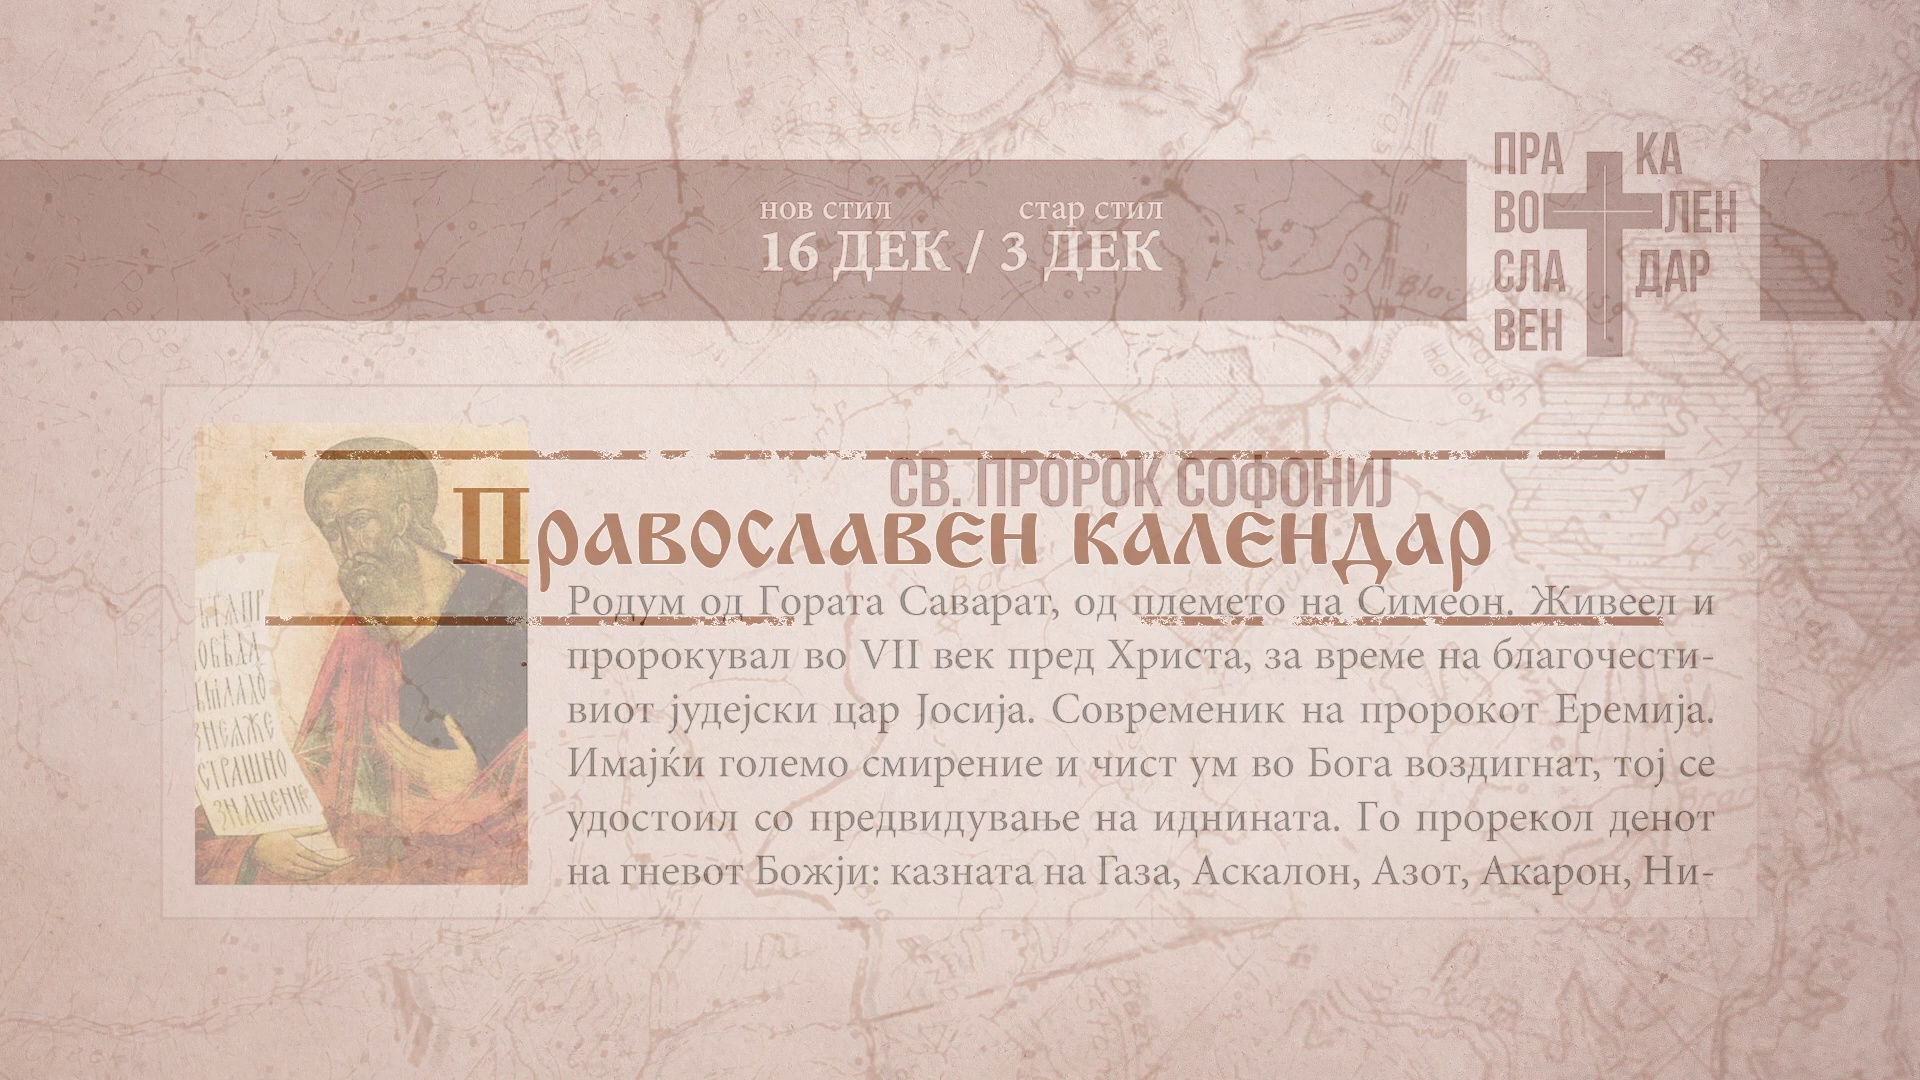 нов стил стар стил
16 ДЕК / 3 ДЕК
ПРА КА
ВО ЛЕН
СЛА ДАР
ВЕН
СВ. ПРОРОК СОФОНИЈ
Православен календар
Родум од Гората Саварат, од племето на Симеон. Живеел и
пророкувал во VII век пред Христа, за време на благочести-
виот јудејски цар Јосија. Современик на пророкот Еремија.
Имајќи големо смирение и чист ум во Бога воздигнат, тој се
удостоил со предвидување на иднината. Го прорекол денот
на гневот Божји: казната на Газа, Аскалон, Азот, Акарон, Ни-
СТРАШНО